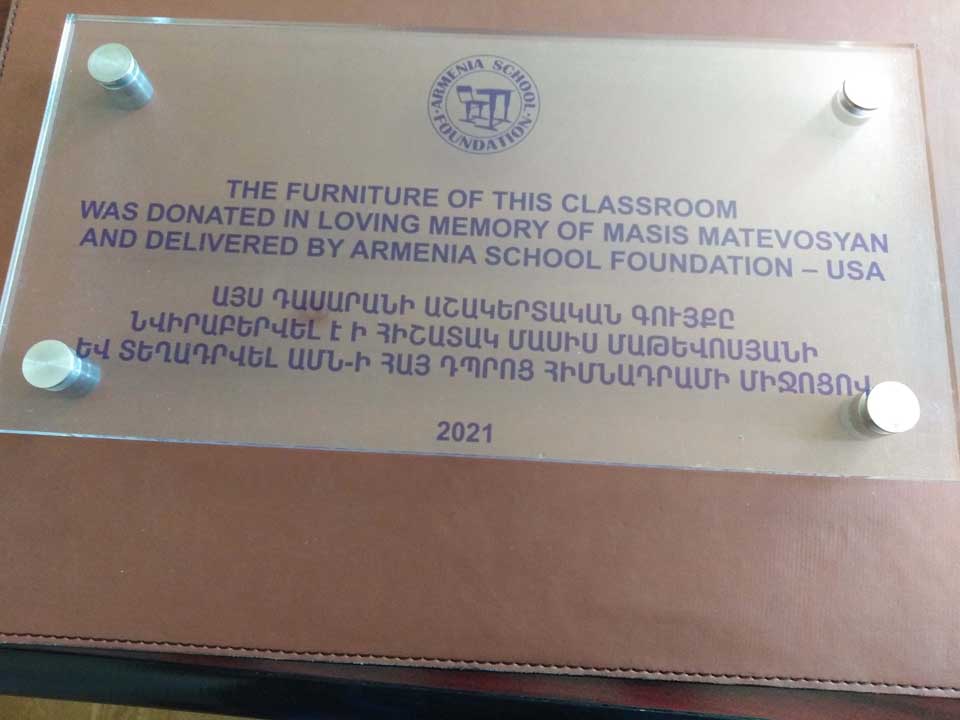 ARMENIA SCHOOL
FOUNDATION
THE FURNITURE OF THIS CLASSROOM
WAS DONATED IN LOVING MEMORY OF MASIS MATEVOSYAN
AND DELIVERED BY ARMENIA SCHOOL FOUNDATION – USA
ԱՅՍ ԴԱՍԱՐԱՆԻ ԱՇԱԿԵՐՏԱԿԱՆ ԳՈՒՅՔԸ
ՆՎԻՐԱԲԵՐՎԵԼ Է Ի ՀԻՇԱՏԱԿ ՄԱՍԻՍ ՄԱԹԵՎՈՍՅԱՆԻ
ԵՎ ՏԵՂԱԴՐՎԵԼ ԱՄՆ-Ի ՀԱՅ ԴՊՐՈՑ ՀԻՄՆԱԴՐԱՄԻ ՄԻՋՈՑՈՎ
2021